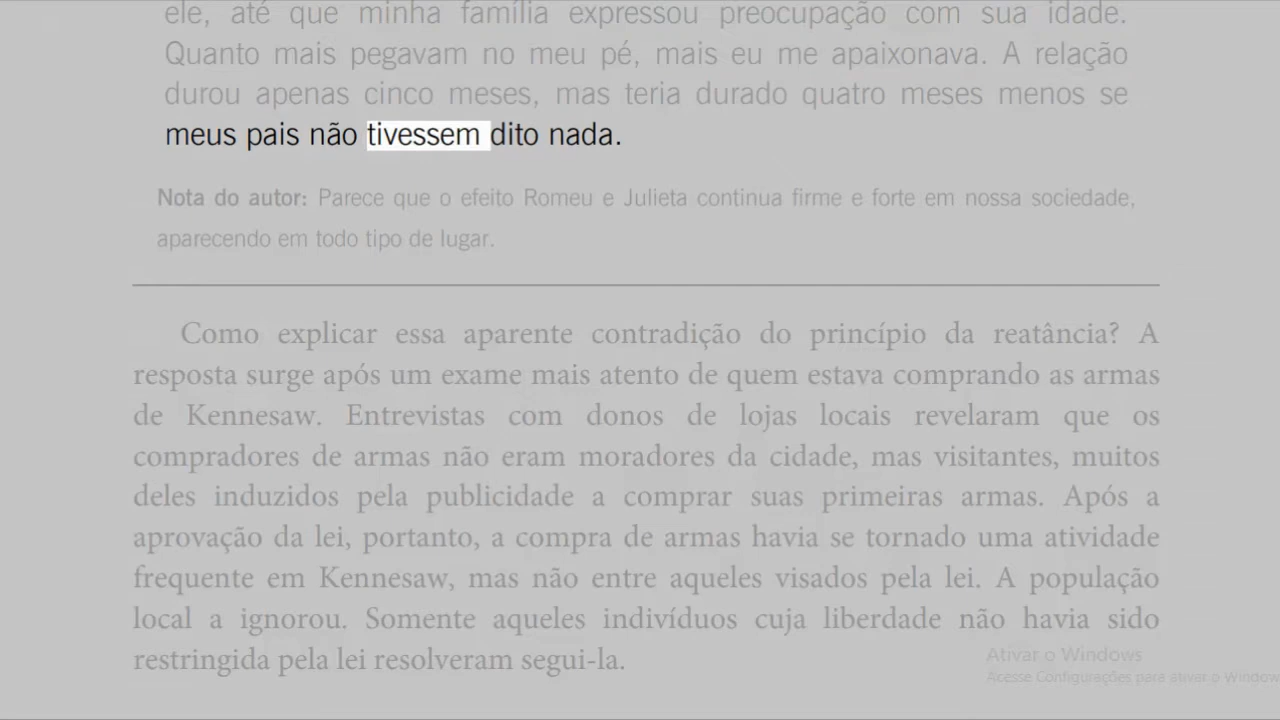 ele, até que minha família expressou preocupação com sua idade.
Quanto mais pegavam no meu pé, mais eu me apaixonava. A relação
durou apenas cinco meses, mas teria durado quatro meses menos se
meus pais não tivessem dito nada.
Nota do autor: Parece que o efeito Romeu e Julieta continua firme e forte em nossa sociedade,
aparecendo em todo tipo de lugar.
Como explicar essa aparente contradição do princípio da reatância? A
resposta surge após um exame mais atento de quem estava comprando as armas
de Kennesaw. Entrevistas com donos de lojas locais revelaram que os
compradores de armas não eram moradores da cidade, mas visitantes, muitos
deles induzidos pela publicidade a comprar suas primeiras armas. Após a
aprovação da lei, portanto, a compra de armas havia se tornado uma atividade
frequente em Kennesaw, mas não entre aqueles visados pela lei. A população
local a ignorou. Somente aqueles indivíduos cuja liberdade não havia sido
restringida pela lei resolveram segui-la.
Ativar o Windows
Acesse Configurações para ativar o Window